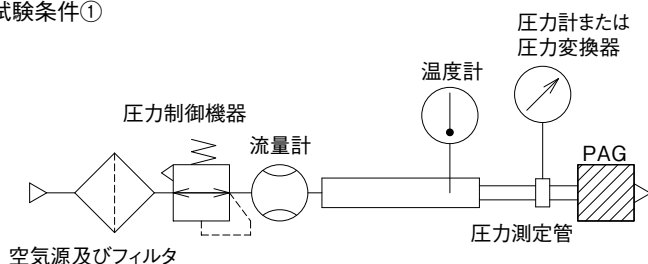 試験条件①
圧力計または
圧力変換器
温度計
圧力制御機器
流量計
PAG
圧力測定管
空気源及びフィルタ